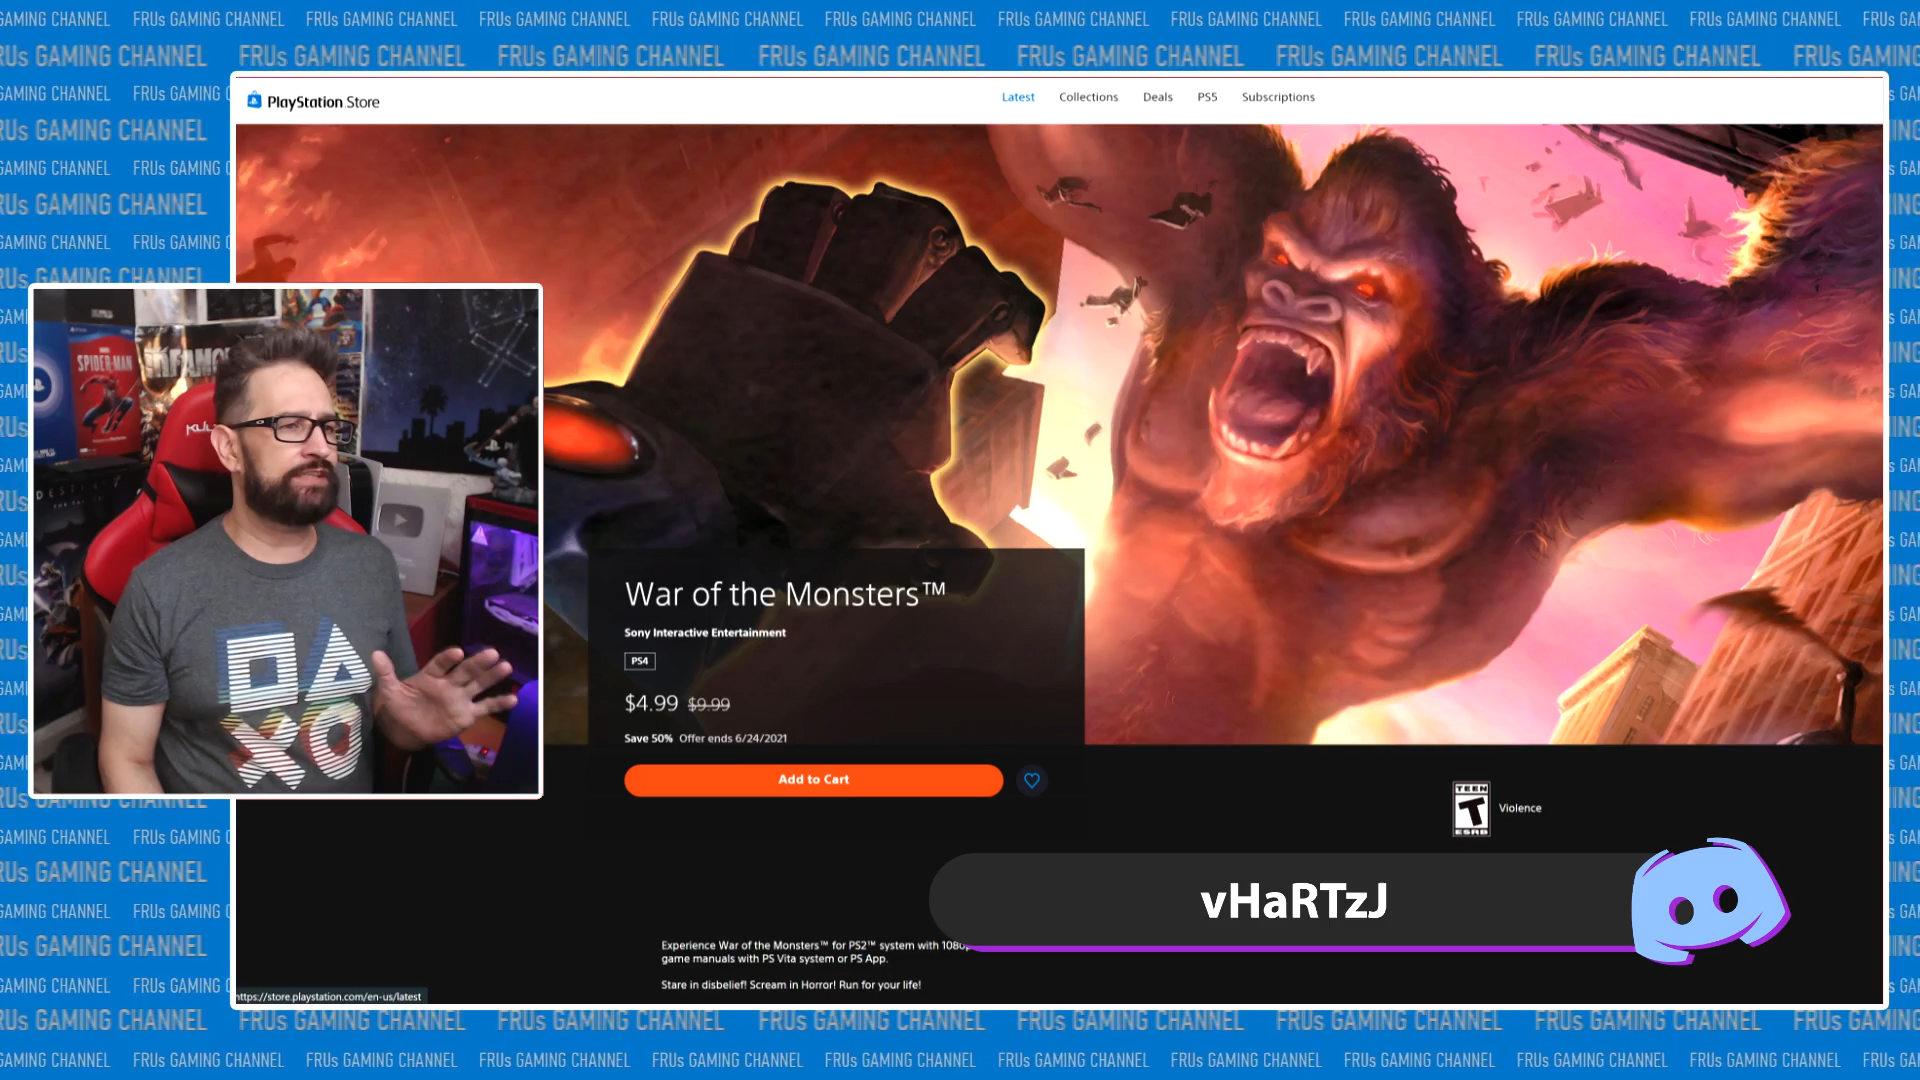 FRUs GAMING CHANNEL
PlayStation Store
Latest Collections Deals PS5 Subscriptions
SPIDER-MAN
War of the Monsters™
Sony Interactive Entertainment
PS4
$4.99 $9.99
Save 50% Offer ends 6/24/2021
Add to Cart
TEEN
T
ESRB
Violence
vHaRTzJ
Experience War of the Monsters™ for PS2™ system with
game manuals with PS Vita system or PS App.
Stare in disbelief! Scream in Horror! Run for your life!
https://store.playstation.com/en-us/latest